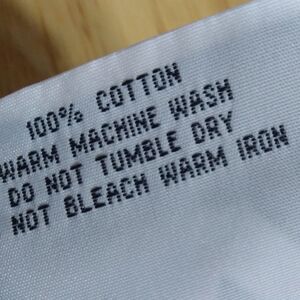 100% COTTON
WARM MACHINE WASH
DO NOT TUMBLE DRY
NOT BLEACH WARM IRON